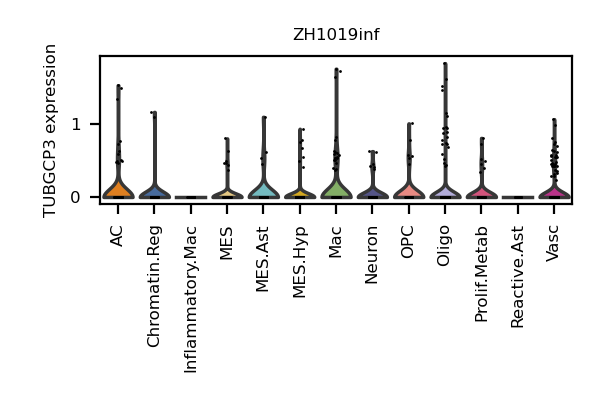 ZH1019inf
TUBGCP3 expression
1
0
AC
Chromatin.Reg
Inflammatory.Mac
MES
MES.Ast
MES.Hyp
Mac
Neuron
OPC
Oligo
Prolif.Metab
Reactive.Ast
Vasc